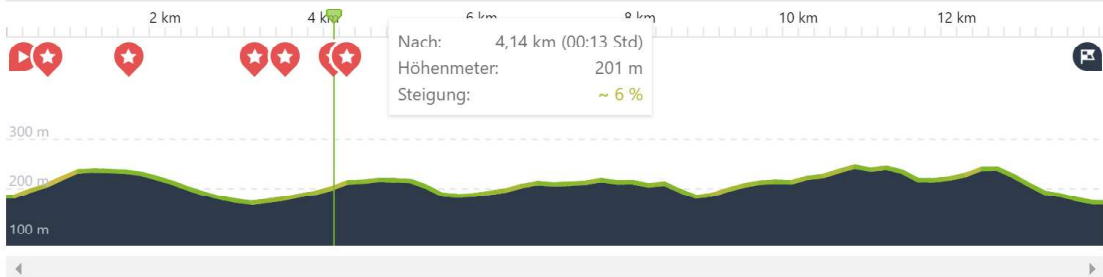 2 km
4 km
6 km
8 km
10 km
12 km
Nach: 4,14 km (00:13 Std)
Höhenmeter: 201 m
Steigung: ~ 6 %
300 m
200 m
100 m